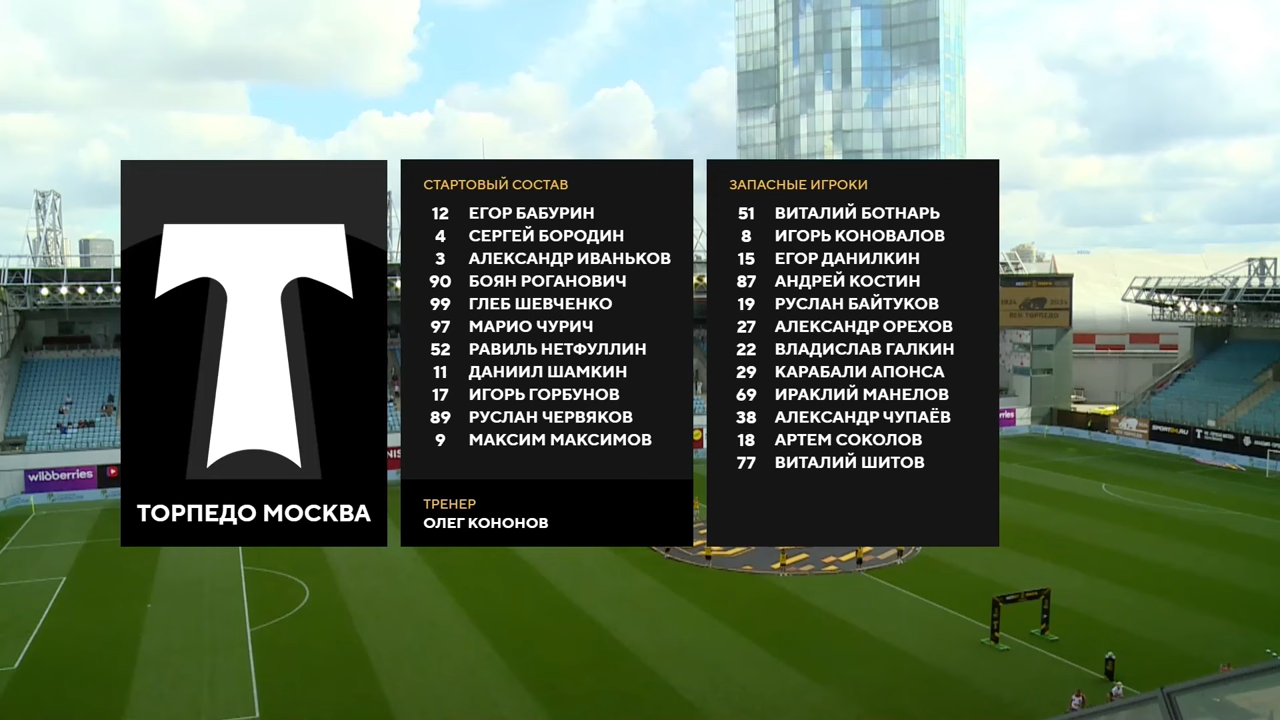 СТАРТОВЫЙ СОСТАВ
12 ЕГОР БАБУРИН
4 СЕРГЕЙ БОРОДИН
3 АЛЕКСАНДР ИВАНЬКОВ
90 БОЯН РОГАНОВИЧ
99 ГЛЕБ ШЕВЧЕНКО
97 МАРИО ЧУРИЧ
52 РАВИЛЬ НЕТФУЛЛИН
11 ДАНИИЛ ШАМКИН
17 ИГОРЬ ГОРБУНОВ
89 РУСЛАН ЧЕРВЯКОВ
9 МАКСИМ МАКСИМОВ
ТРЕНЕР
ОЛЕГ КОНОНОВ
ЗАПАСНЫЕ ИГРОКИ
51 ВИТАЛИЙ БОТНАРЬ
8 ИГОРЬ КОНОВАЛОВ
15 ЕГОР ДАНИЛКИН
87 АНДРЕЙ КОСТИН
19 РУСЛАН БАЙТУКОВ
27 АЛЕКСАНДР ОРЕХОВ
22 ВЛАДИСЛАВ ГАЛКИН
29 КАРАБАЛИ АПОНСА
69 ИРАКЛИЙ МАНЕЛОВ
38 АЛЕКСАНДР ЧУПАЁВ
18 АРТЕМ СОКОЛОВ
77 ВИТАЛИЙ ШИТОВ
Т
ТОРПЕДО МОСКВА
wildberries